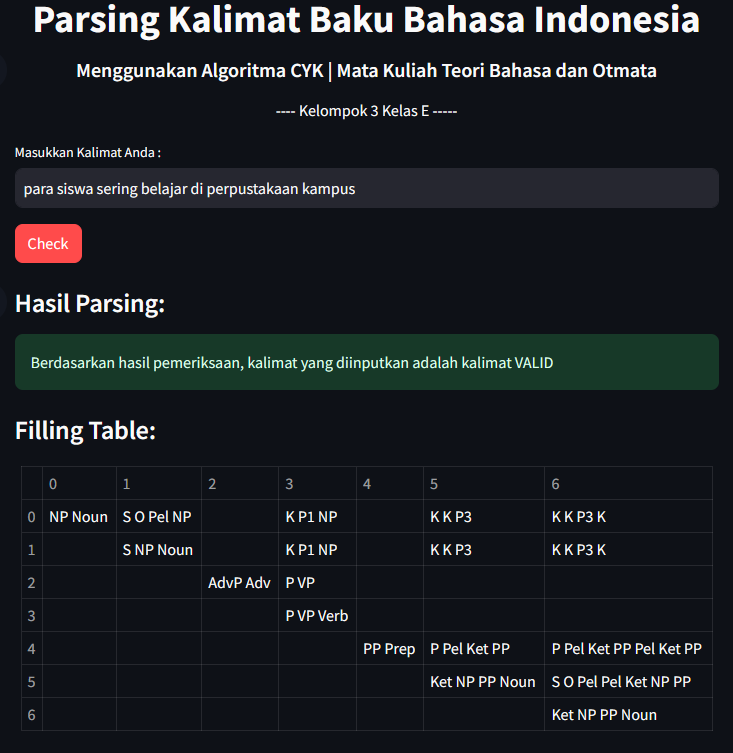 Parsing Kalimat Baku Bahasa Indonesia
Menggunakan Algoritma CYK | Mata Kuliah Teori Bahasa dan Otmata
---- Kelompok 3 Kelas E -----
Masukkan Kalimat Anda :
para siswa sering belajar di perpustakaan kampus
Check
Hasil Parsing:
Berdasarkan hasil pemeriksaan, kalimat yang diinputkan adalah kalimat VALID
Filling Table:
0 1 2 3 4 5 6
0 NP Noun S O Pel NP K P1 NP K K P3 K K P3 K
1 S NP Noun K P1 NP K K P3 K K P3 K
2 AdvP Adv P VP
3 P VP Verb
4 PP Prep P Pel Ket PP P Pel Ket PP Pel Ket PP
5 Ket NP PP Noun S O Pel Pel Ket NP PP
6 Ket NP PP Noun